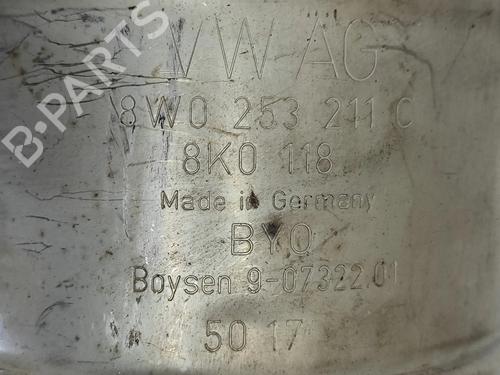 VW AG
8W0 253 211 C
8K0 118
Made in Germany
BYO
Boysen 9-07322.01
50 17
B-PARTS